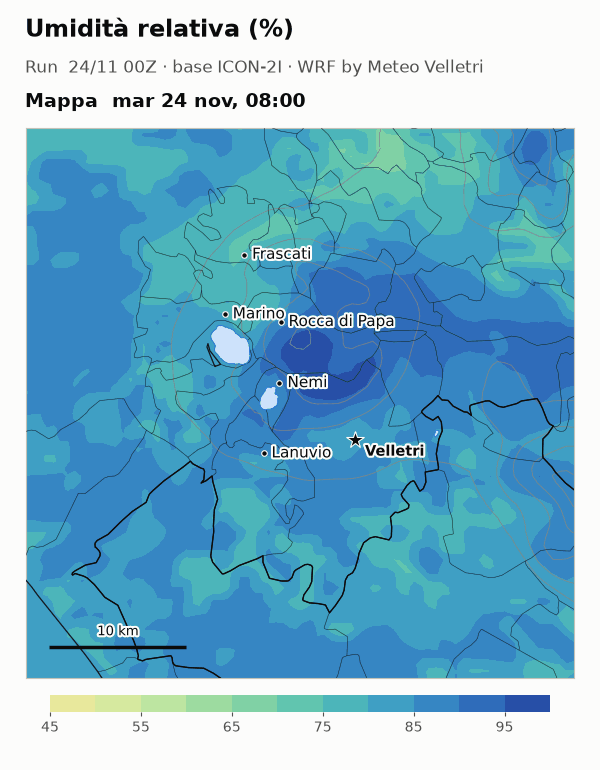 Umidità relativa (%)
Run 24/11 00Z · base ICON-2I · WRF by Meteo Velletri
Mappa mar 24 nov, 08:00
Frascati
Marino
Rocca di Papa
Nemi
Velletri
Lanuvio
10 km
45 55 65 75 85 95